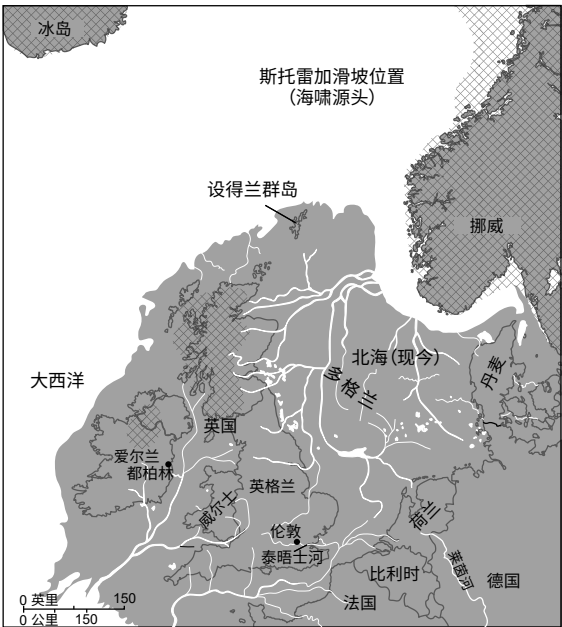 冰岛
斯托雷加滑坡位置
（海啸源头）
设得兰群岛
挪威
北海（现今）
丹麦
多格兰
大西洋
英国
爱尔兰
都柏林
英格兰
威尔士
荷兰
伦敦
泰晤士河
莱茵河
比利时
德国
法国
0 英里 150
0 公里 150